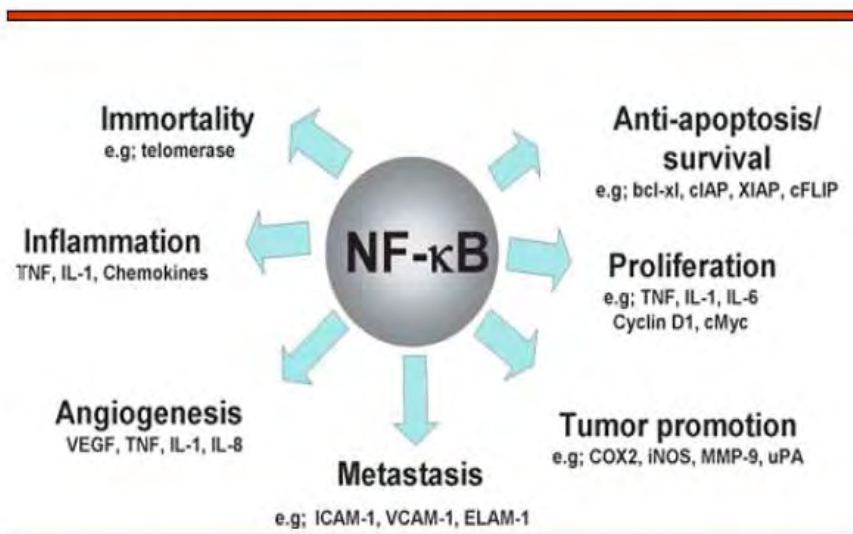 Immortality
e.g; telomerase
Anti-apoptosis/
survival
e.g; bcl-xl, cIAP, XIAP, cFLIP
Inflammation
TNF, IL-1, Chemokines
NF-κB
Proliferation
e.g; TNF, IL-1, IL-6
Cyclin D1, cMyc
Angiogenesis
VEGF, TNF, IL-1, IL-8
Tumor promotion
e.g; COX2, iNOS, MMP-9, uPA
Metastasis
e.g; ICAM-1, VCAM-1, ELAM-1